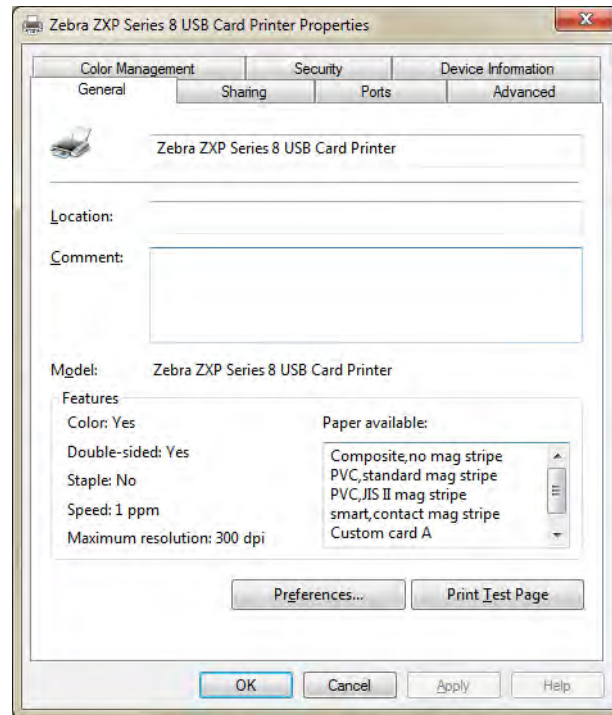 Zebra ZXP Series 8 USB Card Printer Properties
Color Management Security Device Information
General Sharing Ports Advanced
Zebra ZXP Series 8 USB Card Printer
Location:
Comment:
Model: Zebra ZXP Series 8 USB Card Printer
Features
Color: Yes
Double-sided: Yes
Staple: No
Speed: 1 ppm
Maximum resolution: 300 dpi
Paper available:
Composite,no mag stripe
PVC,standard mag stripe
PVC,JIS II mag stripe
smart,contact mag stripe
Custom card A
Preferences... Print Test Page
OK Cancel Apply Help